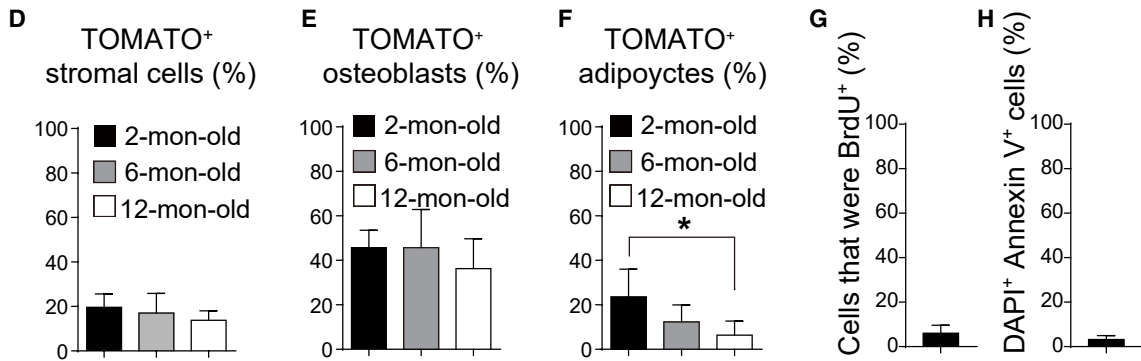 D
TOMATO⁺
stromal cells (%)
100
80
60
40
20
0
2-mon-old
6-mon-old
12-mon-old
E
TOMATO⁺
osteoblasts (%)
100
80
60
40
20
0
2-mon-old
6-mon-old
12-mon-old
F
TOMATO⁺
adipoyctes (%)
100
80
60
40
20
0
2-mon-old
6-mon-old
12-mon-old
*
G
Cells that were BrdU⁺ (%)
100
80
60
40
20
0
H
DAPI⁺ Annexin V⁺ cells (%)
100
80
60
40
20
0